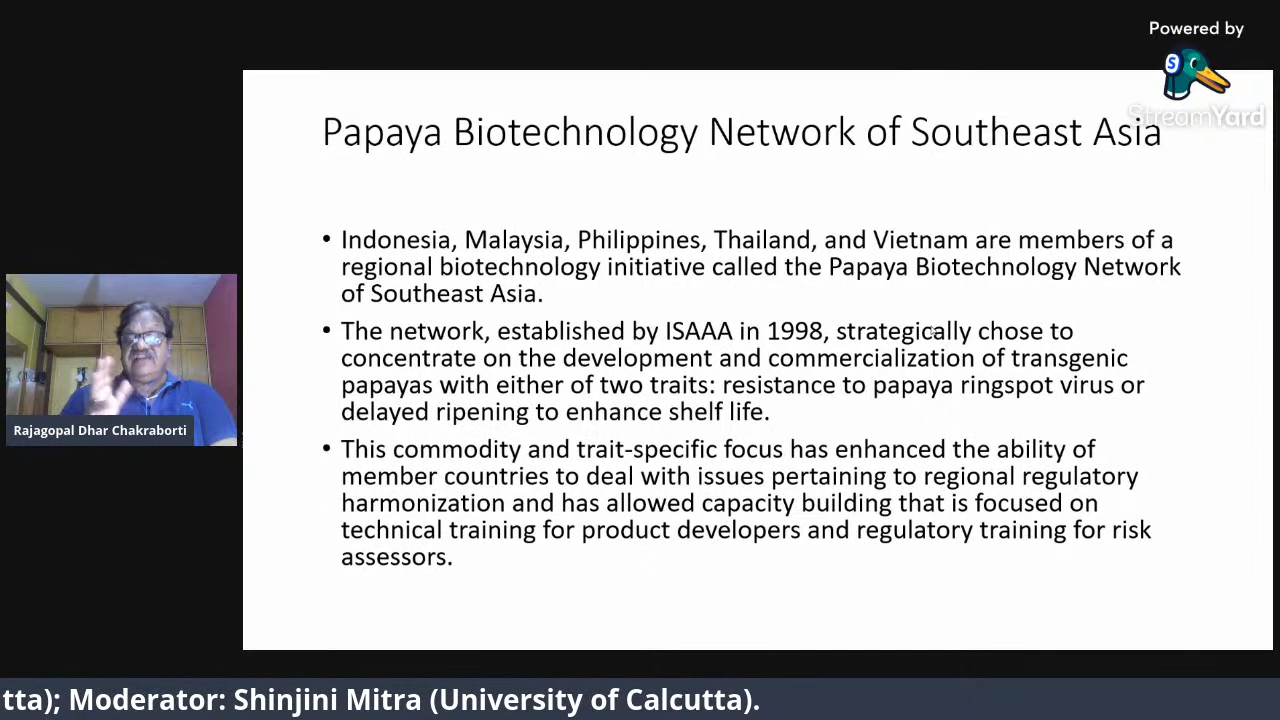 Powered by
StreamYard
Papaya Biotechnology Network of Southeast Asia
• Indonesia, Malaysia, Philippines, Thailand, and Vietnam are members of a
regional biotechnology initiative called the Papaya Biotechnology Network
of Southeast Asia.
• The network, established by ISAAA in 1998, strategically chose to
concentrate on the development and commercialization of transgenic
papayas with either of two traits: resistance to papaya ringspot virus or
delayed ripening to enhance shelf life.
• This commodity and trait-specific focus has enhanced the ability of
member countries to deal with issues pertaining to regional regulatory
harmonization and has allowed capacity building that is focused on
technical training for product developers and regulatory training for risk
assessors.
Rajagopal Dhar Chakraborti
tta); Moderator: Shinjini Mitra (University of Calcutta).